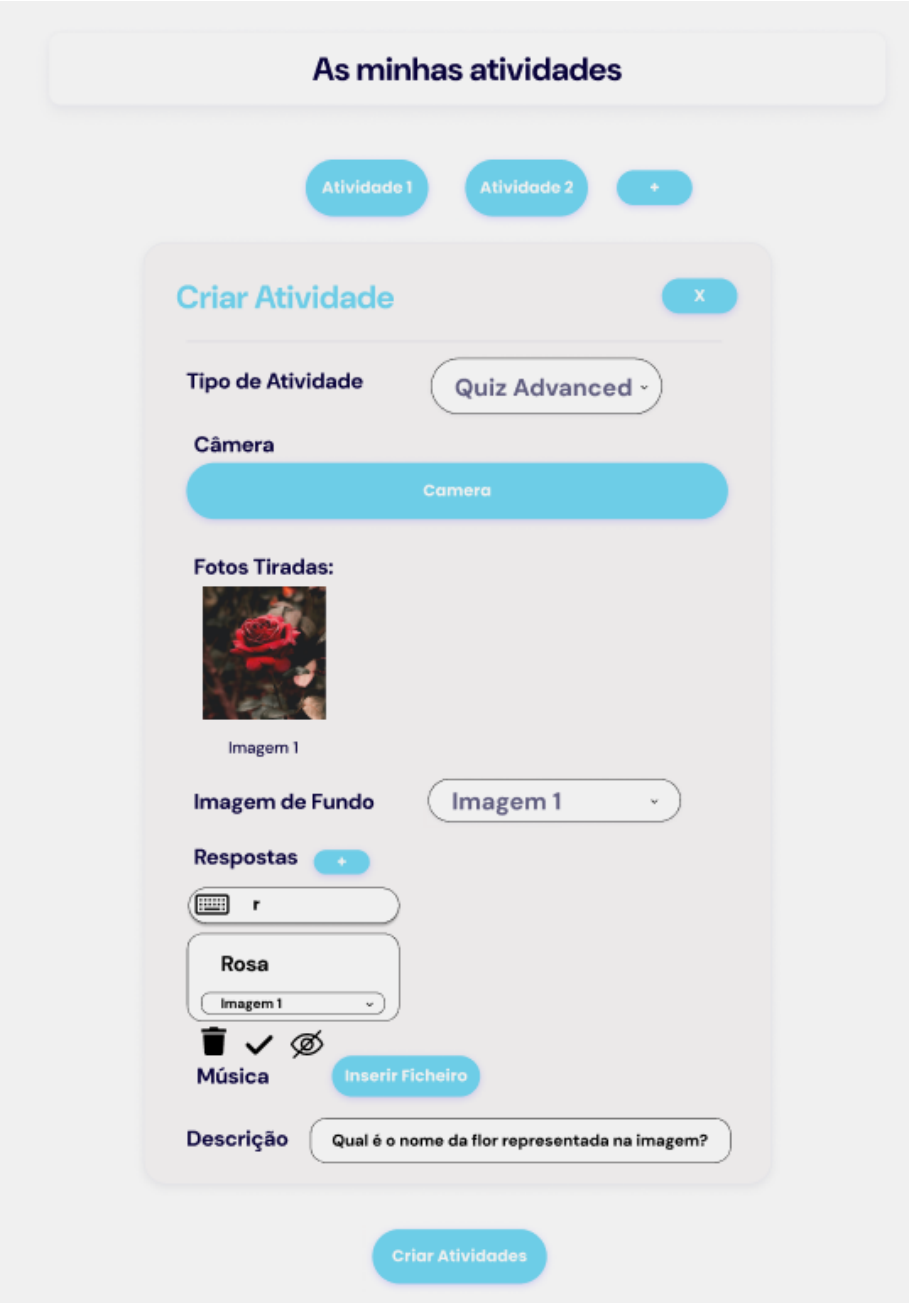 As minhas atividades
Atividade 1 Atividade 2 +
Criar Atividade X
Tipo de Atividade Quiz Advanced
Câmera
Camera
Fotos Tiradas:
Imagem 1
Imagem de Fundo Imagem 1
Respostas +
r
Rosa
Imagem 1
Música Inserir Ficheiro
Descrição Qual é o nome da flor representada na imagem?
Criar Atividades